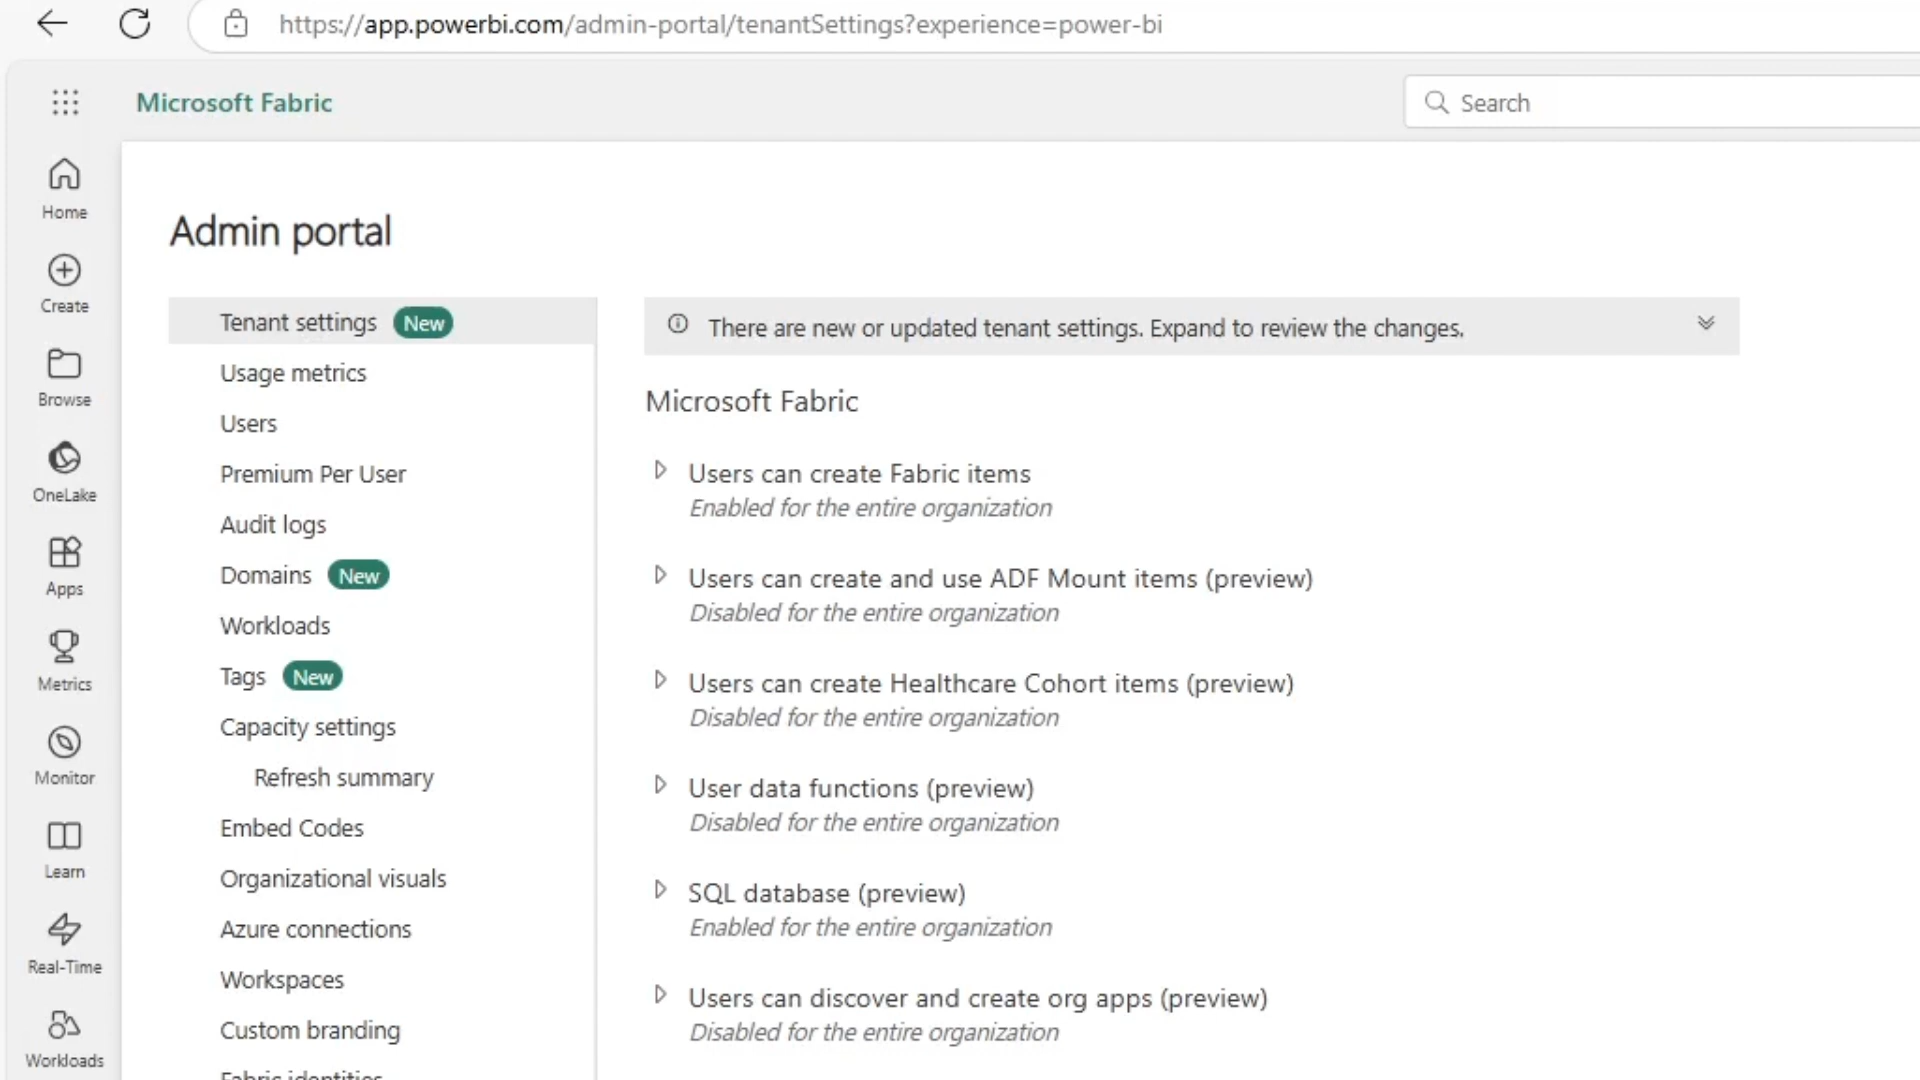 https://app.powerbi.com/admin-portal/tenantSettings?experience=power-bi
Microsoft Fabric
Search
Home
Create
Browse
OneLake
Apps
Metrics
Monitor
Learn
Real-Time
Workloads
Admin portal
Tenant settings New
Usage metrics
Users
Premium Per User
Audit logs
Domains New
Workloads
Tags New
Capacity settings
Refresh summary
Embed Codes
Organizational visuals
Azure connections
Workspaces
Custom branding
Fabric identities
There are new or updated tenant settings. Expand to review the changes.
Microsoft Fabric
Users can create Fabric items
Enabled for the entire organization
Users can create and use ADF Mount items (preview)
Disabled for the entire organization
Users can create Healthcare Cohort items (preview)
Disabled for the entire organization
User data functions (preview)
Disabled for the entire organization
SQL database (preview)
Enabled for the entire organization
Users can discover and create org apps (preview)
Disabled for the entire organization